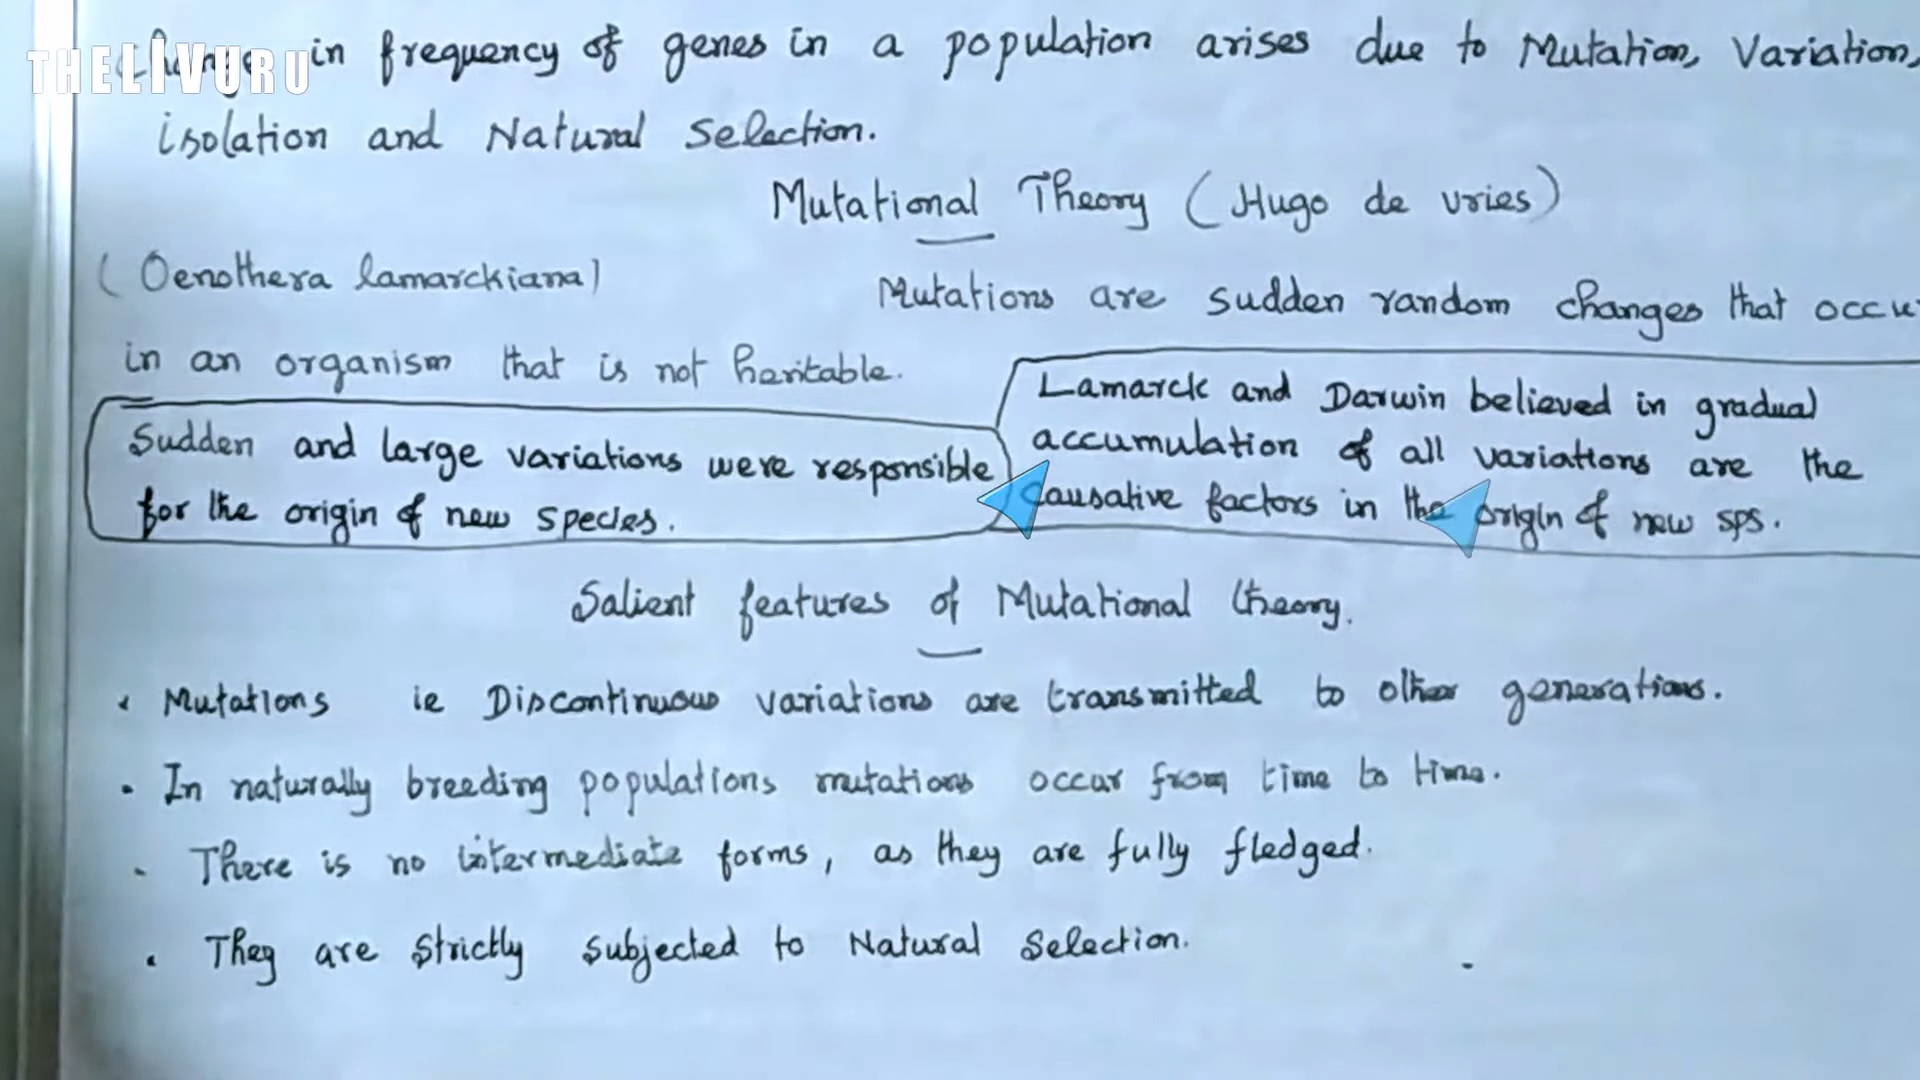 THELIVURU
Change in frequency of genes in a population arises due to Mutation, Variation,
isolation and Natural Selection.
Mutational Theory (Hugo de vries)
(Oenothera lamarckiana)
Mutations are sudden random changes that occu
in an organism that is not heritable.
Sudden and large variations were responsible
for the origin of new species.
Lamarck and Darwin believed in gradual
accumulation of all variations are the
causative factors in the origin of new sps.
Salient features of Mutational theory.
• Mutations ie Discontinuous variations are transmitted to other generations.
• In naturally breeding populations mutations occur from time to time.
- There is no intermediate forms, as they are fully fledged.
• They are strictly subjected to Natural Selection.